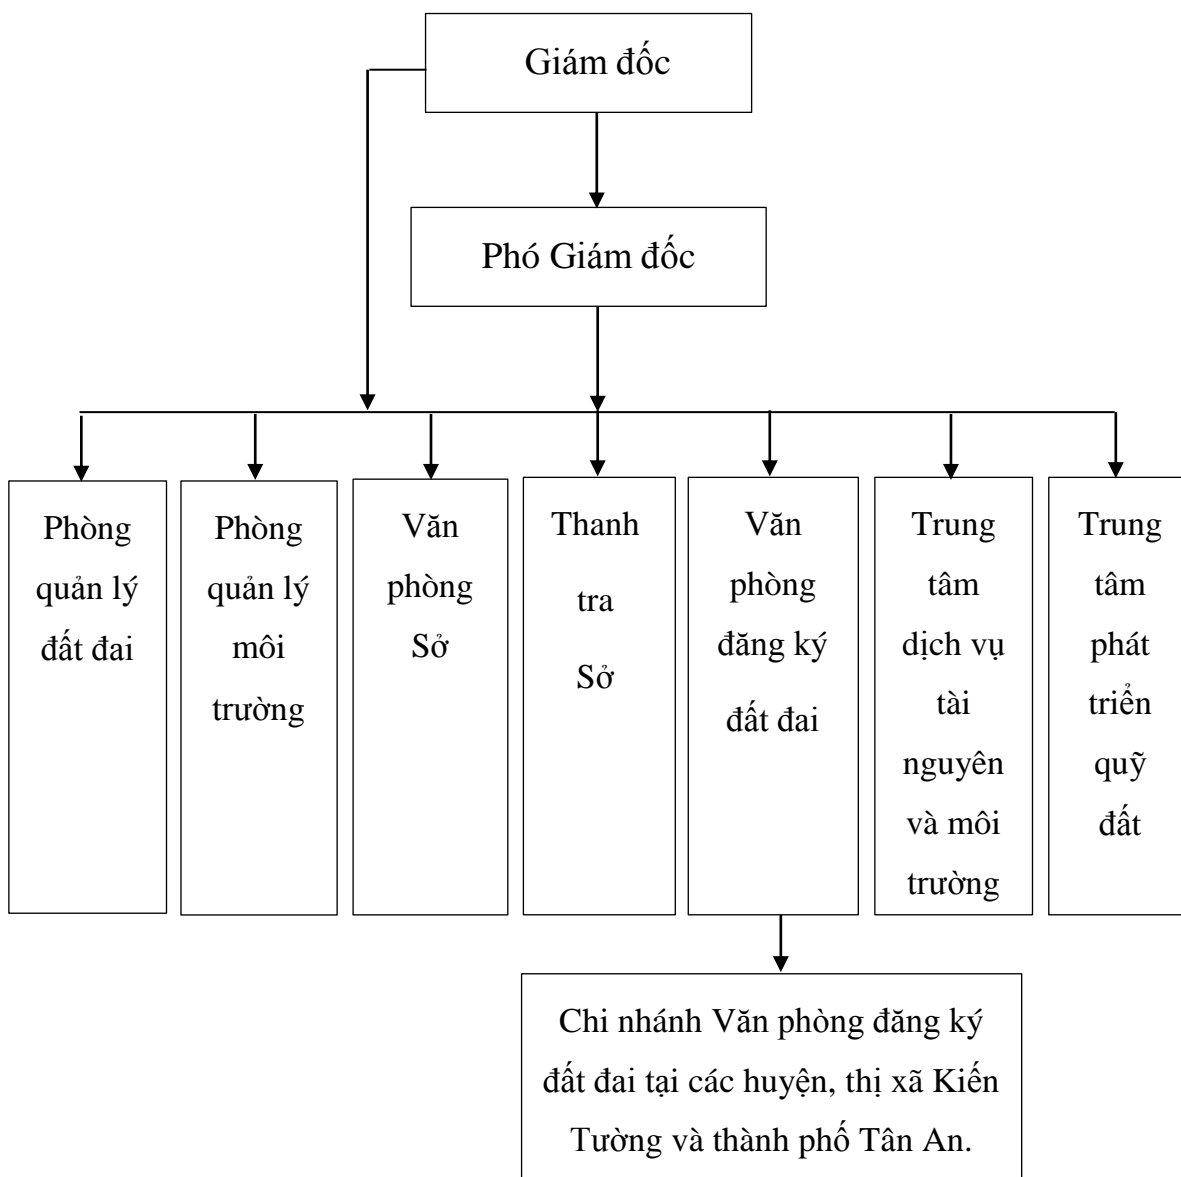 Giám đốc
Phó Giám đốc
Phòng
quản lý
đất đai
Phòng
quản lý
môi
trường
Văn
phòng
Sở
Thanh
tra
Sở
Văn
phòng
đăng ký
đất đai
Trung
tâm
dịch vụ
tài
nguyên
và môi
trường
Trung
tâm
phát
triển
quỹ
đất
Chi nhánh Văn phòng đăng ký
đất đai tại các huyện, thị xã Kiến
Tường và thành phố Tân An.